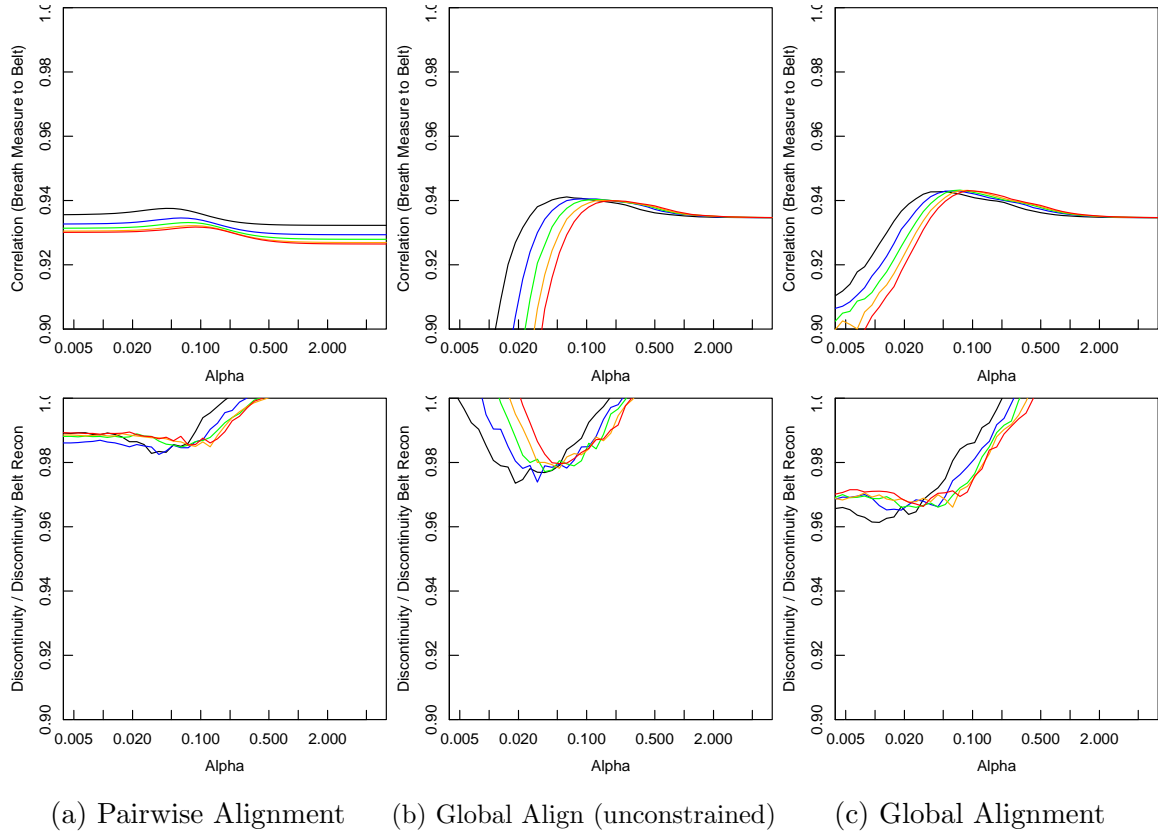 Correlation (Breath Measure to Belt)
0.90 0.92 0.94 0.96 0.98 1.0
0.005 0.020 0.100 0.500 2.000
Alpha
Correlation (Breath Measure to Belt)
0.90 0.92 0.94 0.96 0.98 1.0
0.005 0.020 0.100 0.500 2.000
Alpha
Correlation (Breath Measure to Belt)
0.90 0.92 0.94 0.96 0.98 1.0
0.005 0.020 0.100 0.500 2.000
Alpha
Discontinuity / Discontinuity Belt Recon
0.90 0.92 0.94 0.96 0.98 1.0
0.005 0.020 0.100 0.500 2.000
Alpha
Discontinuity / Discontinuity Belt Recon
0.90 0.92 0.94 0.96 0.98 1.0
0.005 0.020 0.100 0.500 2.000
Alpha
Discontinuity / Discontinuity Belt Recon
0.90 0.92 0.94 0.96 0.98 1.0
0.005 0.020 0.100 0.500 2.000
Alpha
(a) Pairwise Alignment
(b) Global Align (unconstrained)
(c) Global Alignment